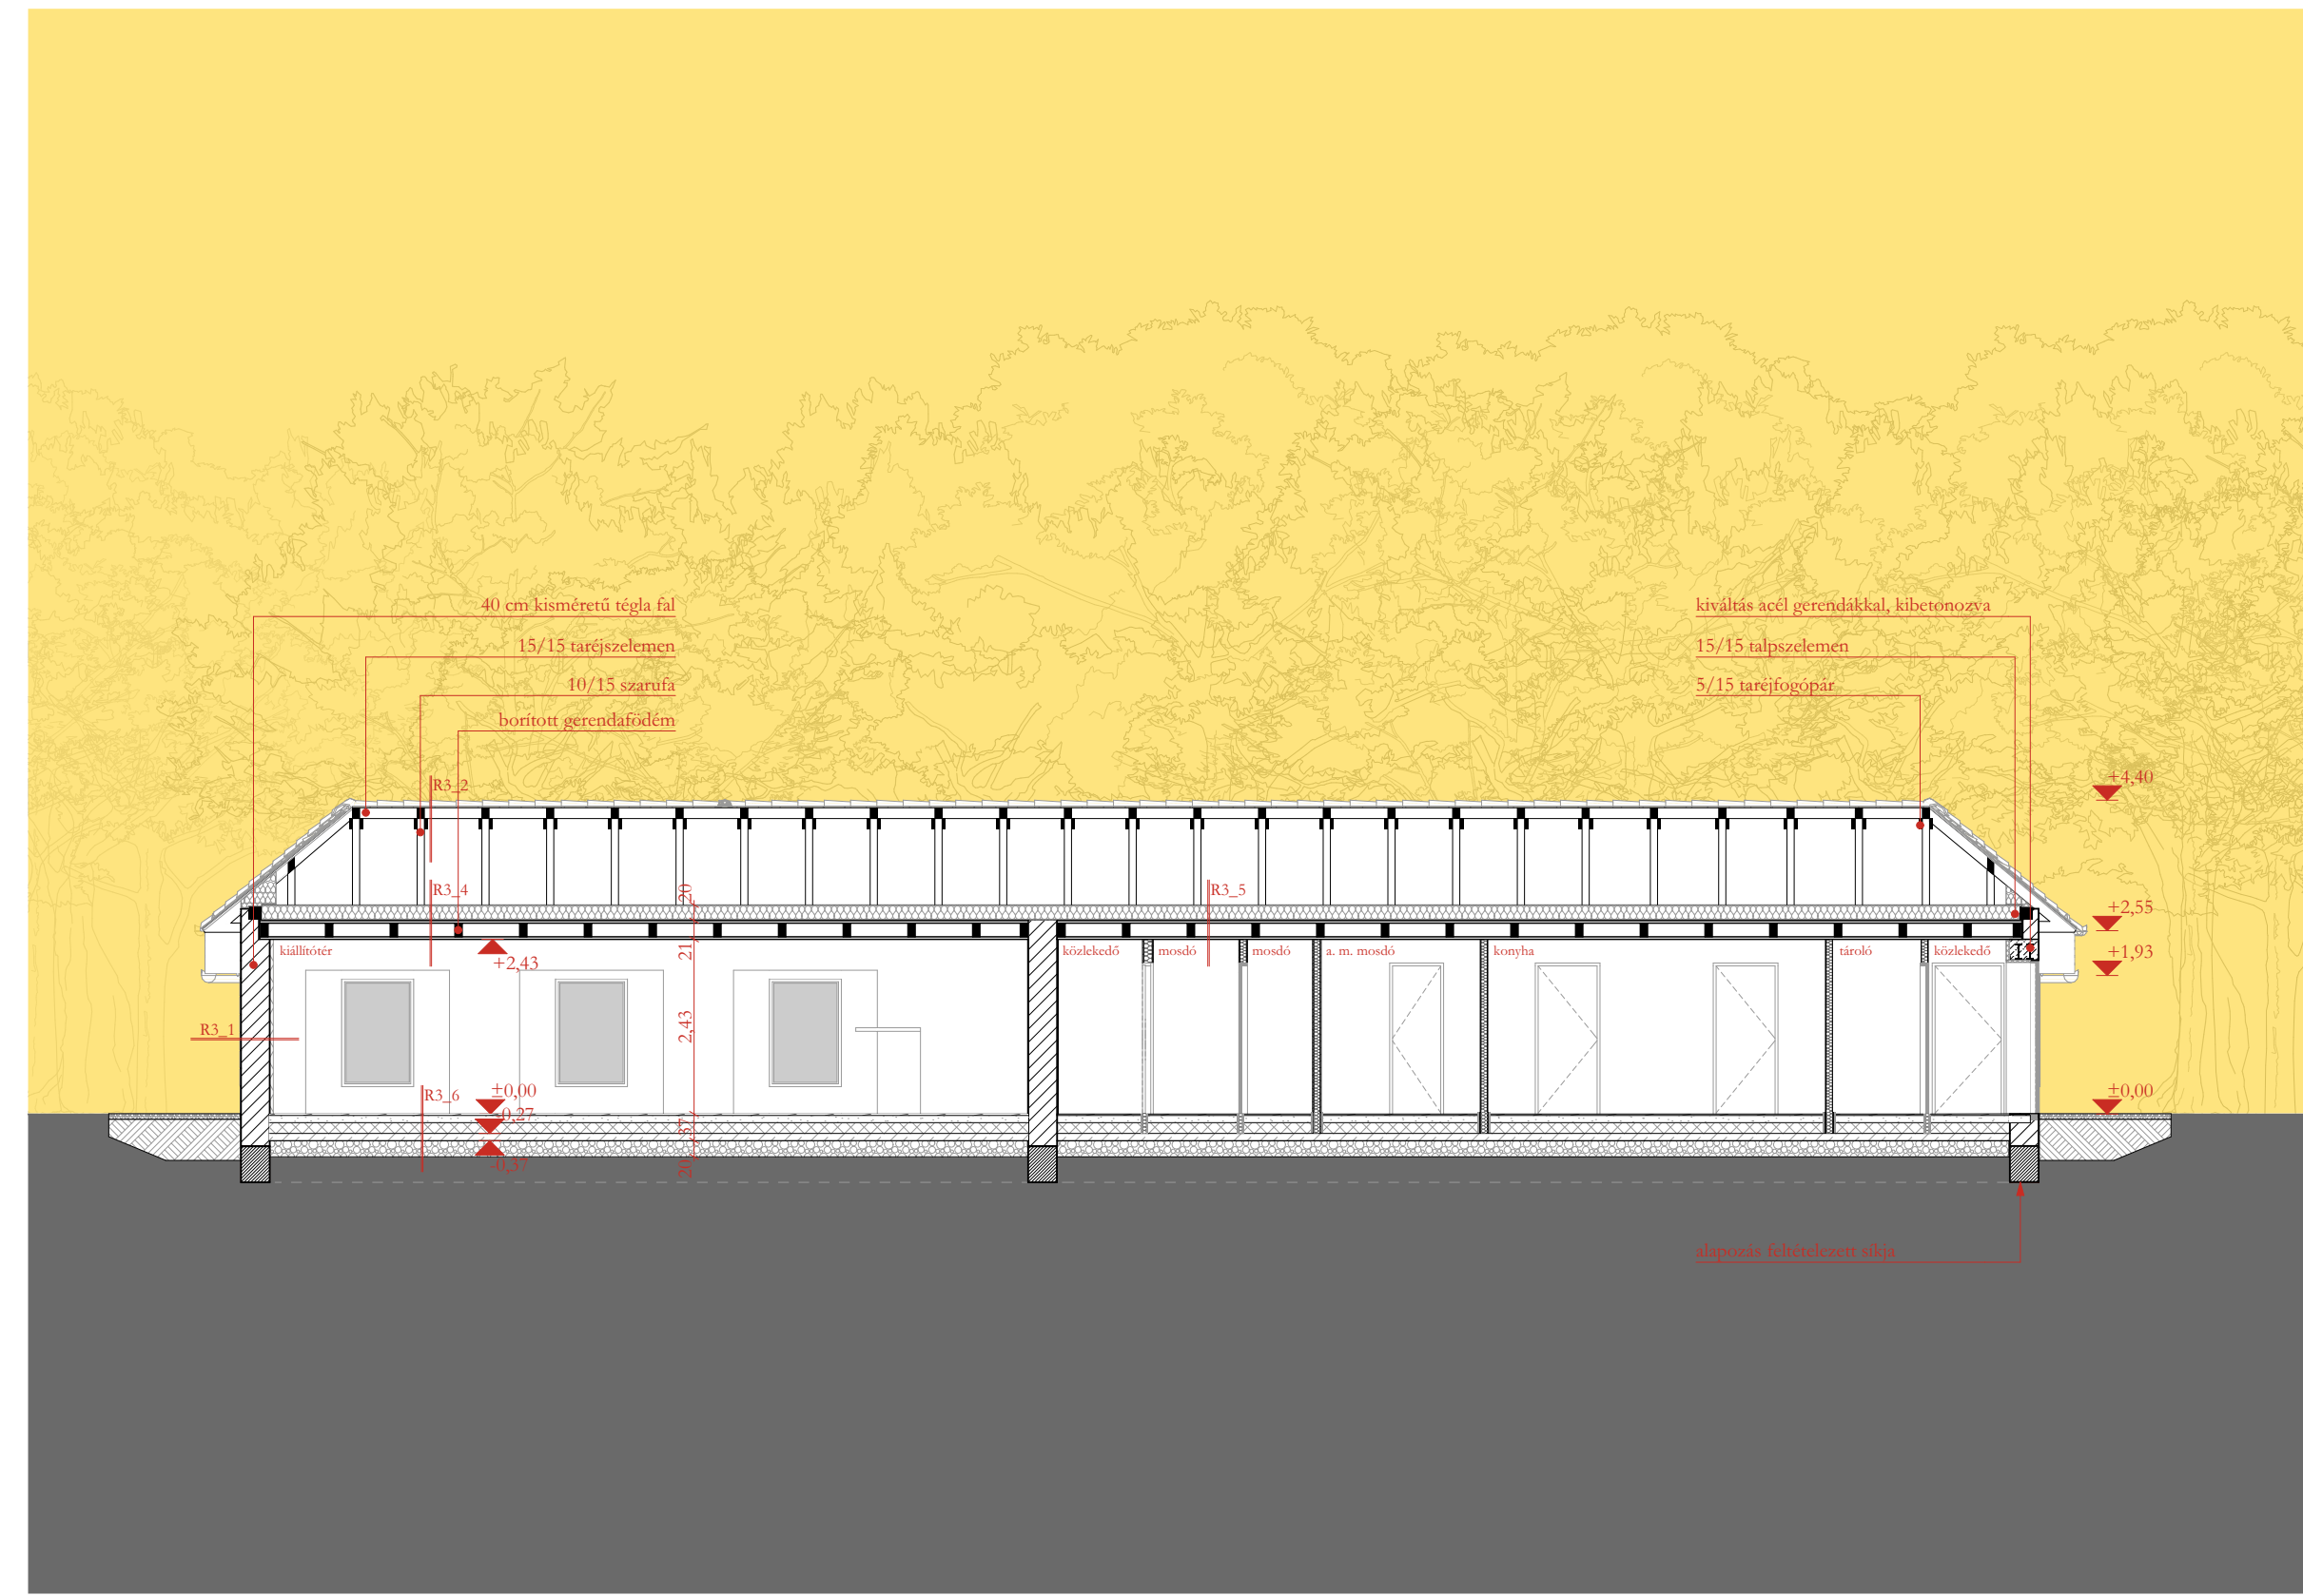 40 cm kisméretű tégla fal
15/15 taréjszelemen
10/15 szarufa
borított gerendafödém
kiváltás acél gerendákkal, kibetonozva
15/15 talpszelemen
5/15 taréjfogópár
R3_2
+4,40
R3_4
20
R3_5
+2,55
kiállítótér
+2,43
21
közlekedő
mosdó
mosdó
a. m. mosdó
konyha
tároló
közlekedő
+1,93
R3_1
2,43
R3_6
±0,00
-0,27
±0,00
37
-0,37
20
alapozás feltételezett síkja